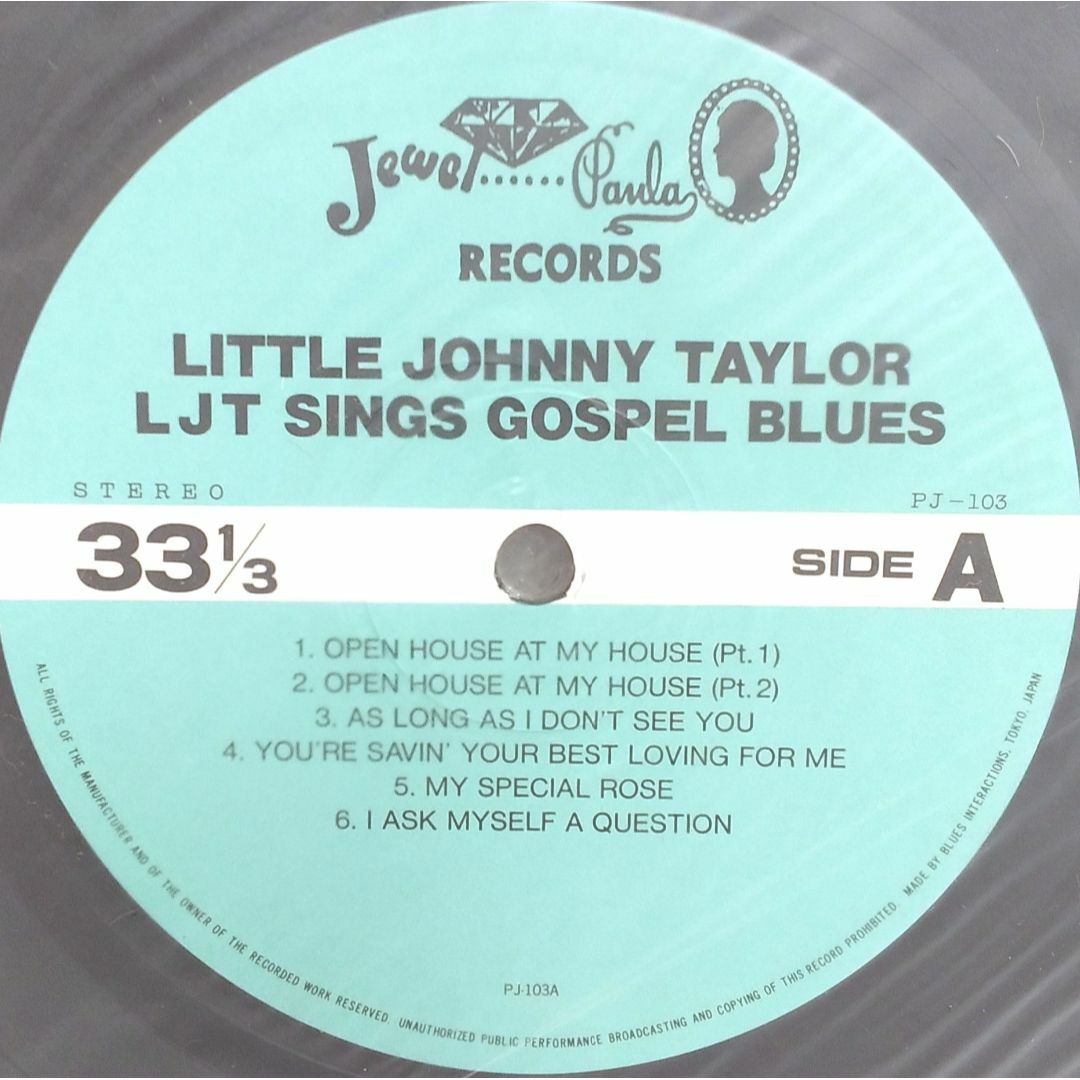 Jewel......Paula
RECORDS
LITTLE JOHNNY TAYLOR
LJT SINGS GOSPEL BLUES
STEREO
PJ-103
33 1/3
SIDE A
1. OPEN HOUSE AT MY HOUSE (Pt. 1)
2. OPEN HOUSE AT MY HOUSE (Pt. 2)
3. AS LONG AS I DON'T SEE YOU
4. YOU'RE SAVIN' YOUR BEST LOVING FOR ME
5. MY SPECIAL ROSE
6. I ASK MYSELF A QUESTION
PJ-103A
ALL RIGHTS OF THE MANUFACTURER AND OF THE OWNER OF THE RECORDED WORK RESERVED. UNAUTHORIZED PUBLIC PERFORMANCE BROADCASTING AND COPYING OF THIS RECORD PROHIBITED. MADE BY BLUES INTERACTIONS, TOKYO, JAPAN